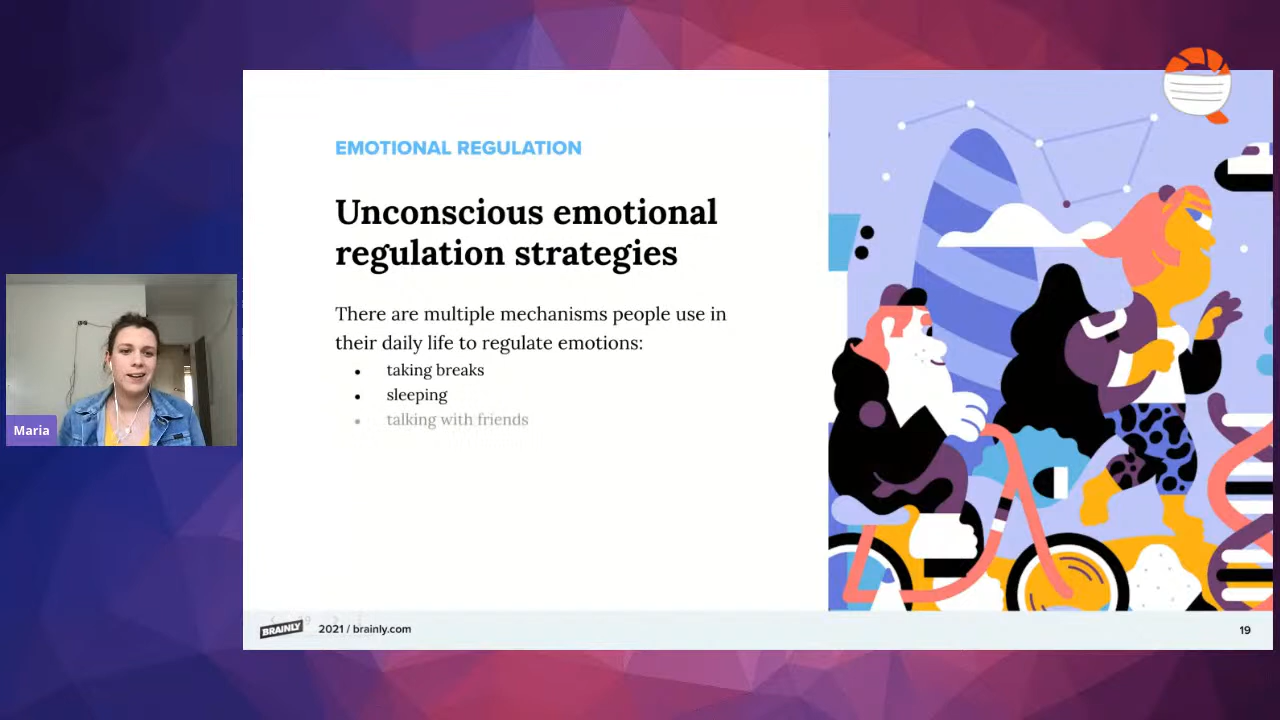 EMOTIONAL REGULATION
Unconscious emotional
regulation strategies
There are multiple mechanisms people use in
their daily life to regulate emotions:
• taking breaks
• sleeping
• talking with friends
Maria
BRAINLY 2021 / brainly.com 19